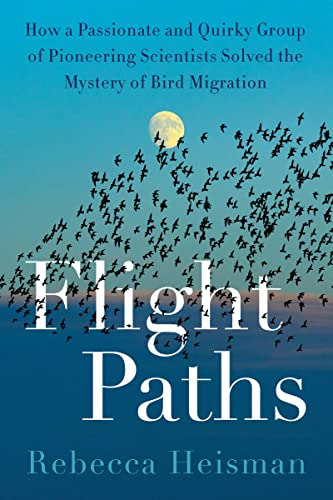 How a Passionate and Quirky Group
of Pioneering Scientists Solved the
Mystery of Bird Migration
Flight
Paths
Rebecca Heisman